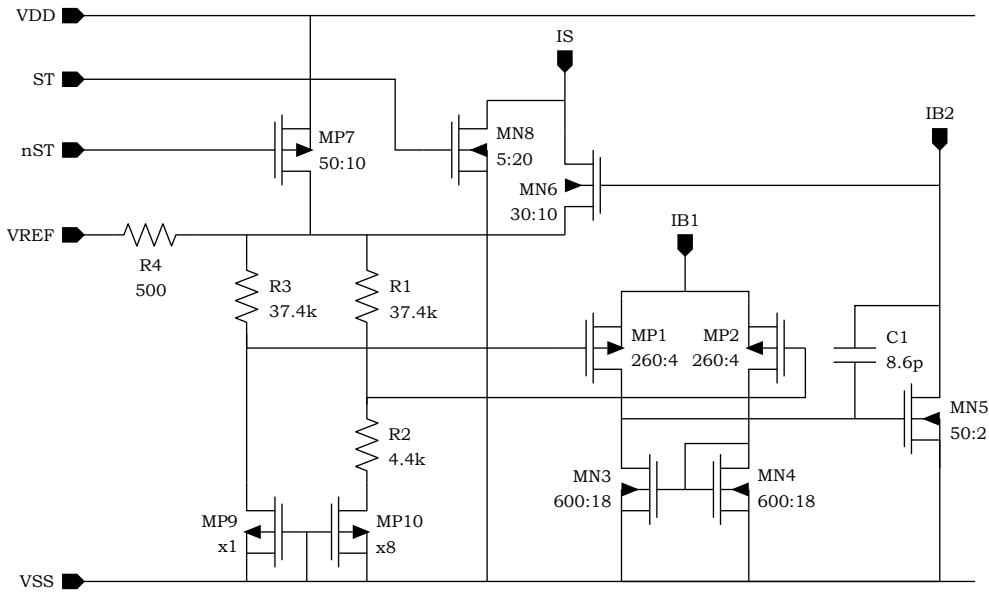 VDD
IS
ST
IB2
MP7
50:10
MN8
5:20
nST
MN6
30:10
VREF
IB1
R4
500
R3
37.4k
R1
37.4k
MP1
260:4
MP2
260:4
C1
8.6p
MN5
50:2
R2
4.4k
MN3
600:18
MN4
600:18
MP9
x1
MP10
x8
VSS